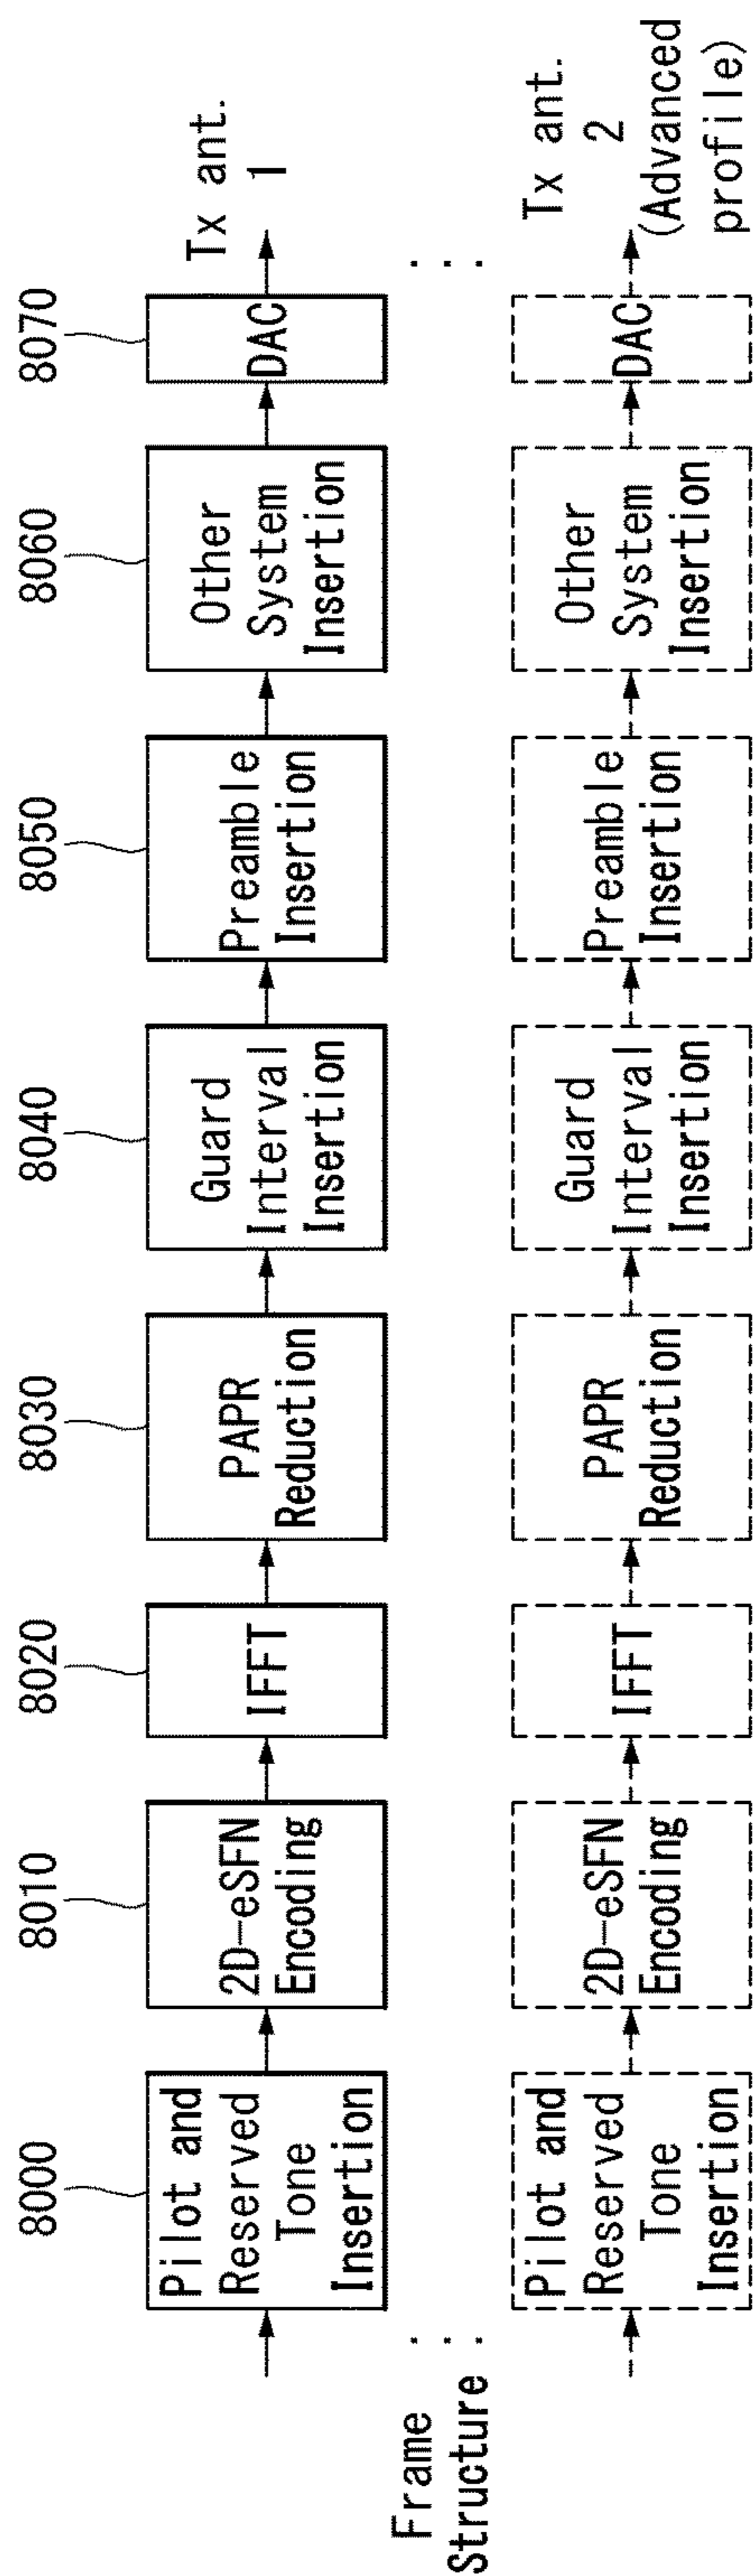 8000
8010
8020
8030
8040
8050
8060
8070
Pilot and
Reserved
Tone
Insertion
2D-eSFN
Encoding
IFFT
PAPR
Reduction
Guard
Interval
Insertion
Preamble
Insertion
Other
System
Insertion
DAC
Tx ant.
1
Frame
Structure
Pilot and
Reserved
Tone
Insertion
2D-eSFN
Encoding
IFFT
PAPR
Reduction
Guard
Interval
Insertion
Preamble
Insertion
Other
System
Insertion
DAC
Tx ant.
2
(Advanced
profile)